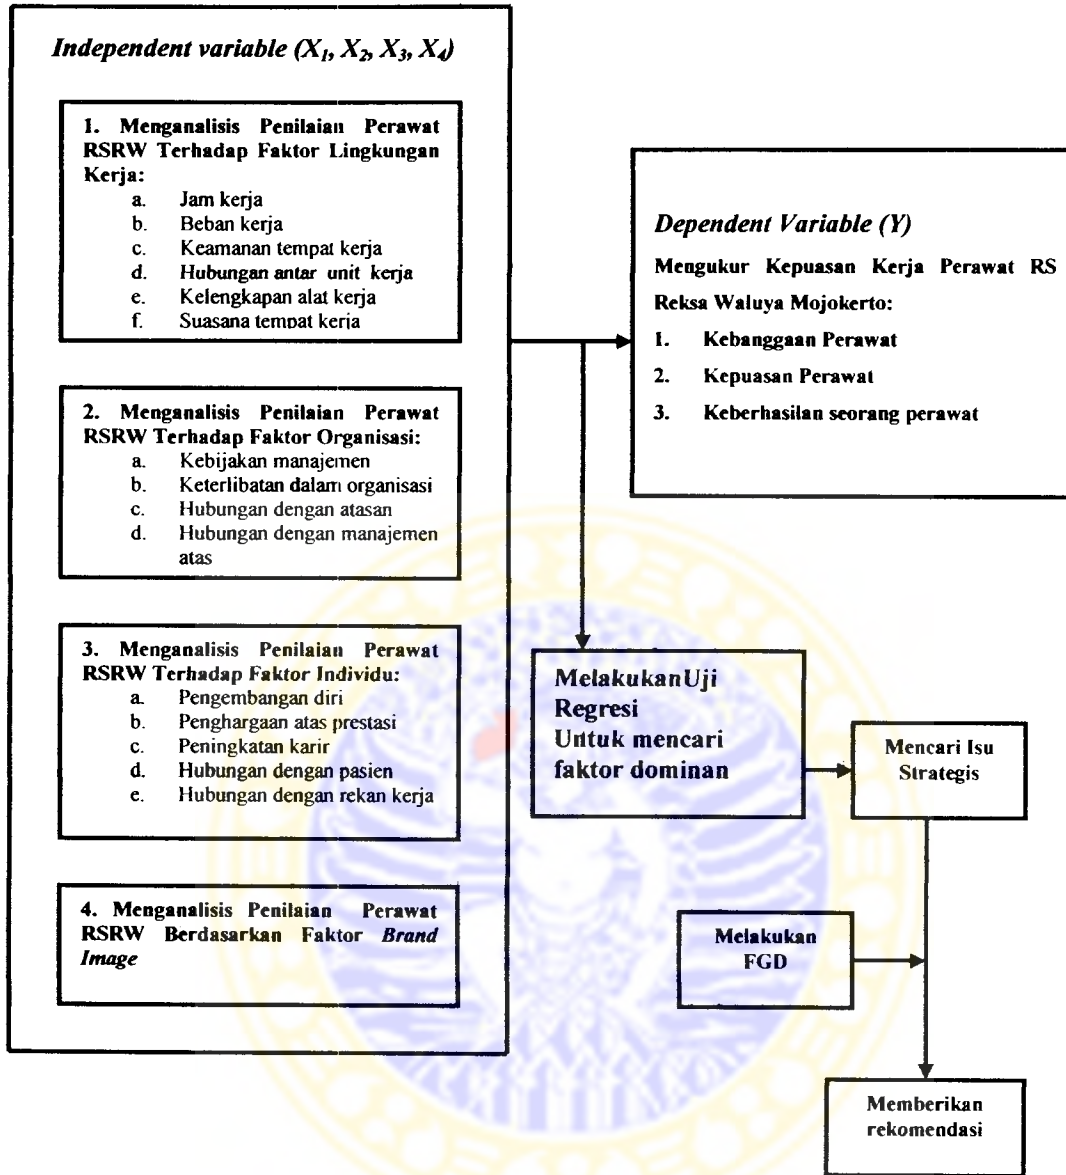 Independent variable (X1, X2, X3, X4)
1. Menganalisis Penilaian Perawat
RSRW Terhadap Faktor Lingkungan
Kerja:
a. Jam kerja
b. Beban kerja
c. Keamanan tempat kerja
d. Hubungan antar unit kerja
e. Kelengkapan alat kerja
f. Suasana tempat kerja
2. Menganalisis Penilaian Perawat
RSRW Terhadap Faktor Organisasi:
a. Kebijakan manajemen
b. Keterlibatan dalam organisasi
c. Hubungan dengan atasan
d. Hubungan dengan manajemen
atas
3. Menganalisis Penilaian Perawat
RSRW Terhadap Faktor Individu:
a. Pengembangan diri
b. Penghargaan atas prestasi
c. Peningkatan karir
d. Hubungan dengan pasien
e. Hubungan dengan rekan kerja
4. Menganalisis Penilaian Perawat
RSRW Berdasarkan Faktor Brand
Image
Dependent Variable (Y)
Mengukur Kepuasan Kerja Perawat RS
Reksa Waluya Mojokerto:
1. Kebanggaan Perawat
2. Kepuasan Perawat
3. Keberhasilan seorang perawat
Melakukan Uji
Regresi
Untuk mencari
faktor dominan
Mencari Isu
Strategis
Melakukan
FGD
Memberikan
rekomendasi